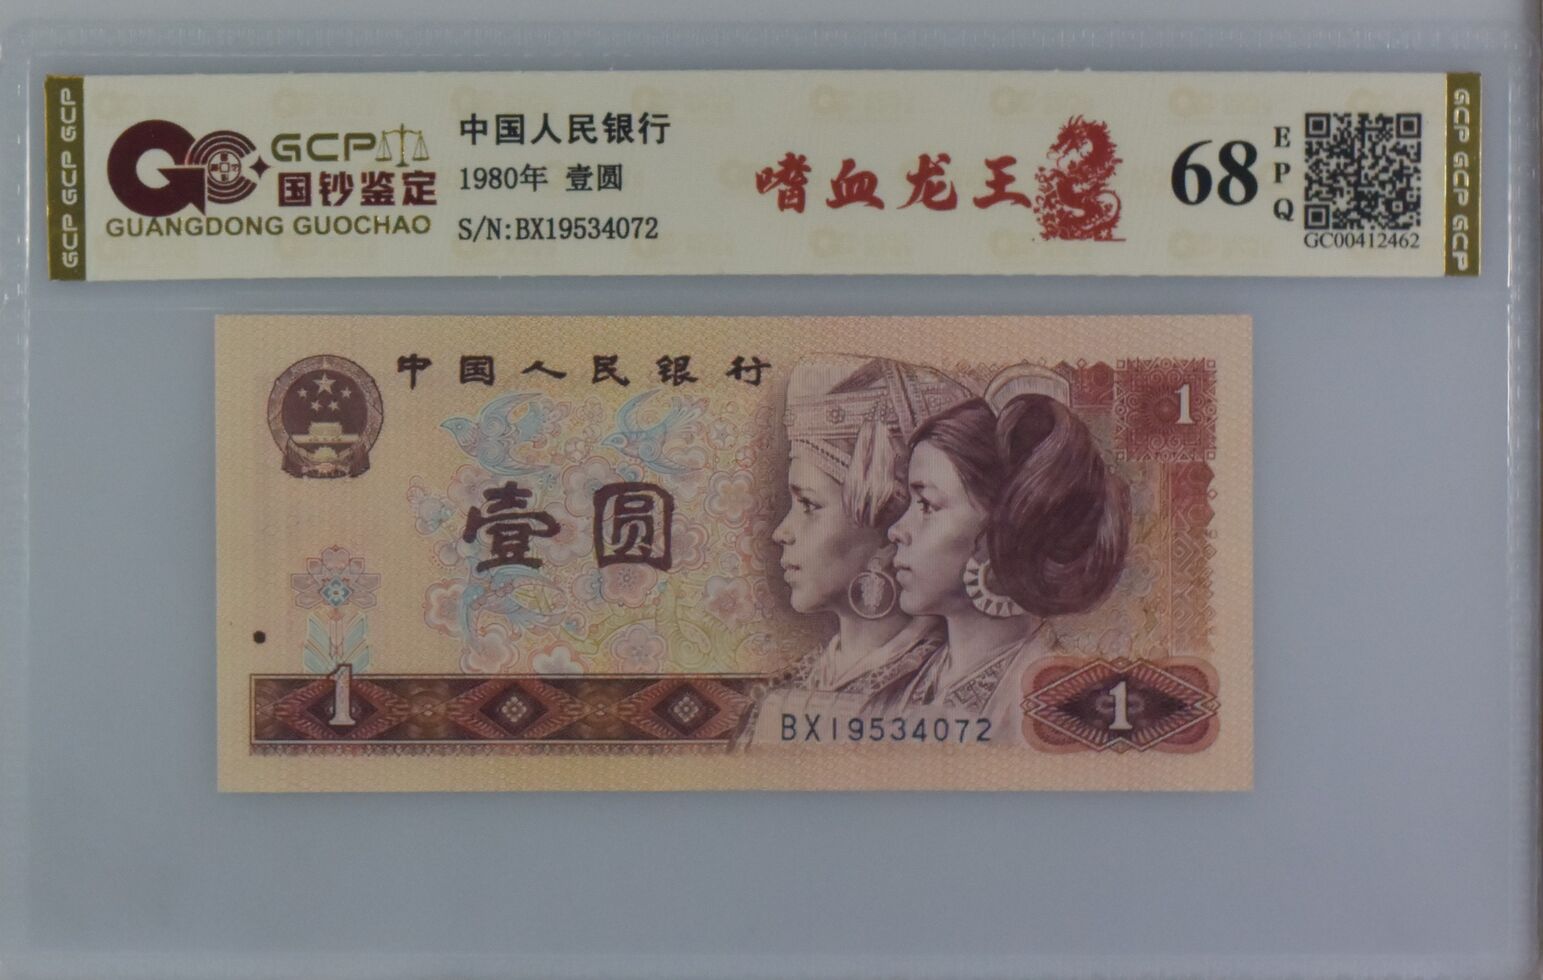 GCP GCP GCP
GCP
国钞鉴定
GUANGDONG GUOCHAO
中国人民银行
1980年 壹圆
S/N:BX19534072
嗜血龙王
68
EPQ
GC00412462
GCP GCP GCP
中国人民银行
1
壹圆
1
BX19534072
1